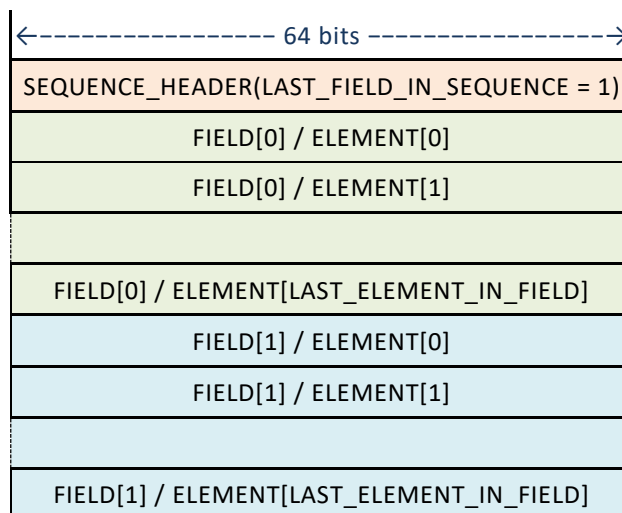 64 bits
SEQUENCE_HEADER(LAST_FIELD_IN_SEQUENCE = 1)
FIELD[0] / ELEMENT[0]
FIELD[0] / ELEMENT[1]
FIELD[0] / ELEMENT[LAST_ELEMENT_IN_FIELD]
FIELD[1] / ELEMENT[0]
FIELD[1] / ELEMENT[1]
FIELD[1] / ELEMENT[LAST_ELEMENT_IN_FIELD]